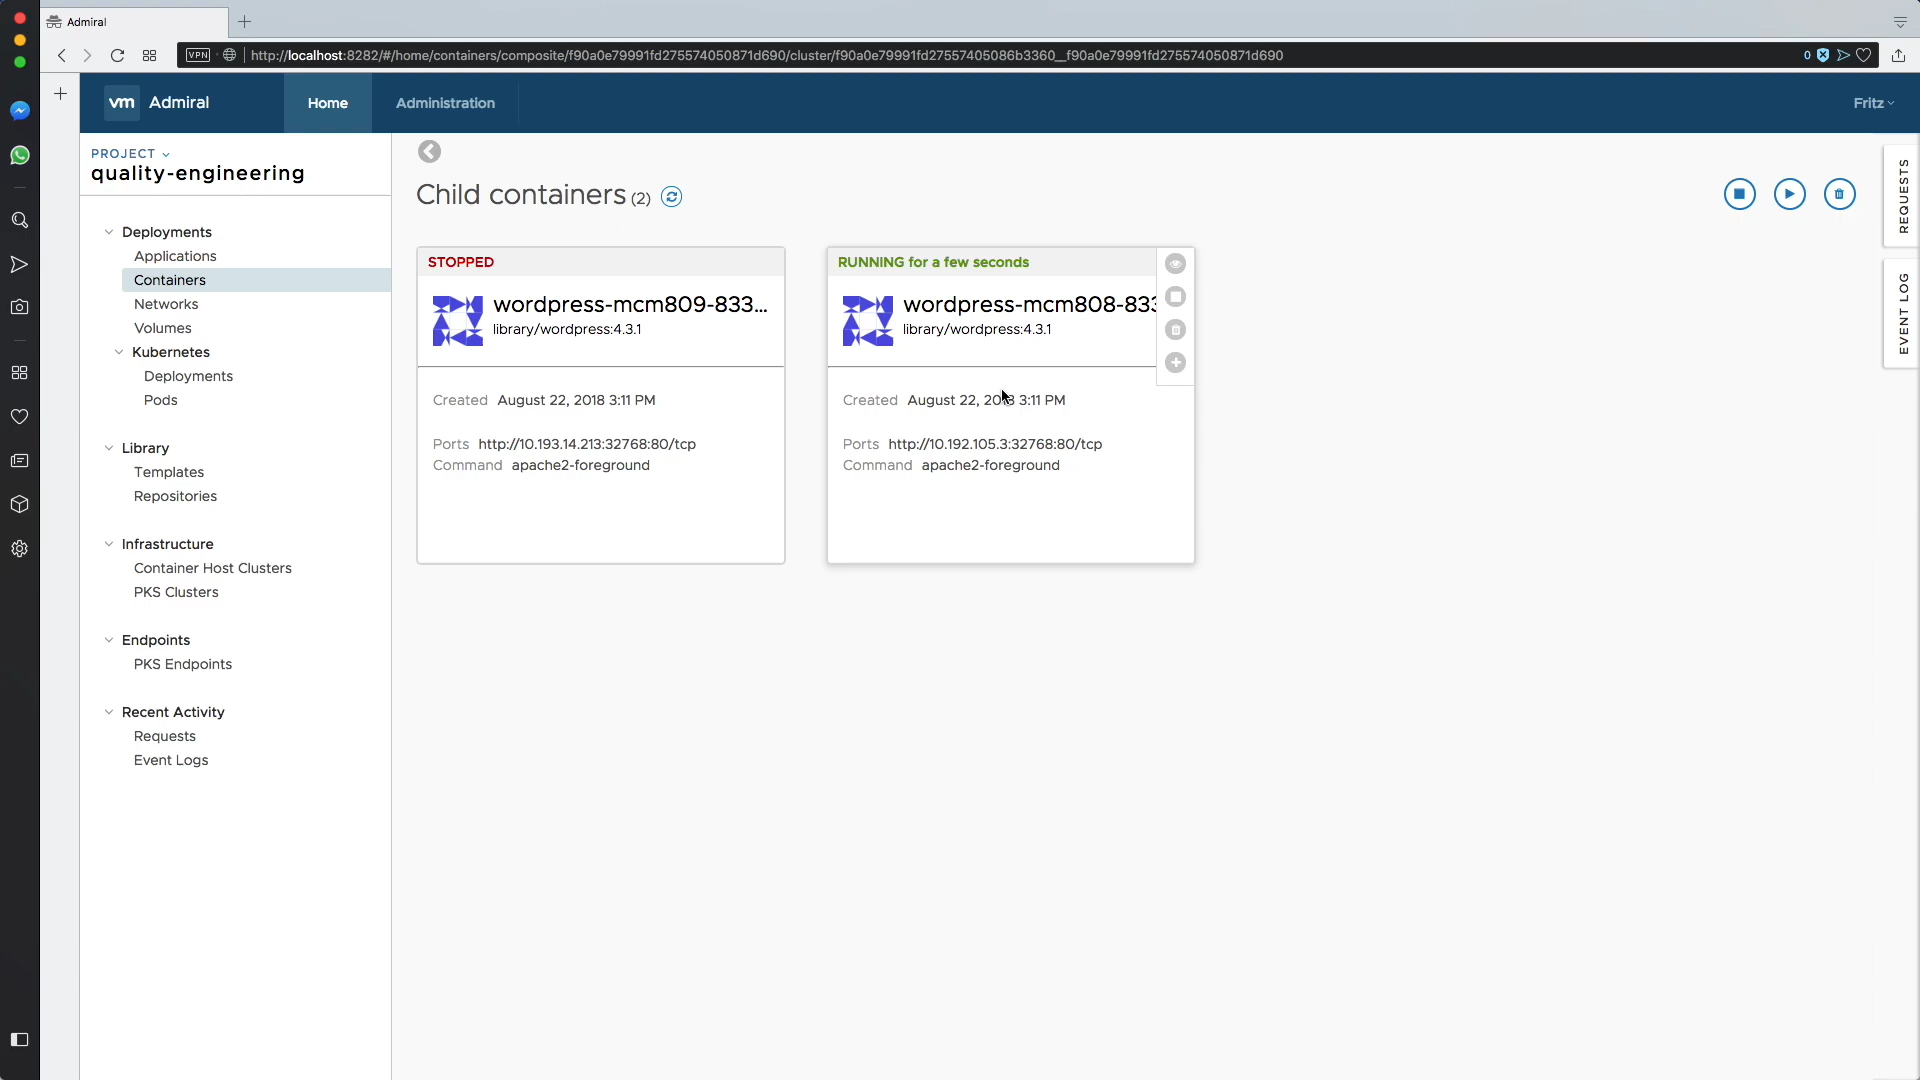 Admiral
VPN
http://localhost:8282/#/home/containers/composite/f90a0e79991fd275574050871d690/cluster/f90a0e79991fd27557405086b3360__f90a0e79991fd275574050871d690
0
vm Admiral
Home
Administration
Fritz
PROJECT
quality-engineering
Deployments
Applications
Containers
Networks
Volumes
Kubernetes
Deployments
Pods
Library
Templates
Repositories
Infrastructure
Container Host Clusters
PKS Clusters
Endpoints
PKS Endpoints
Recent Activity
Requests
Event Logs
Child containers (2)
STOPPED
wordpress-mcm809-833...
library/wordpress:4.3.1
Created August 22, 2018 3:11 PM
Ports http://10.193.14.213:32768:80/tcp
Command apache2-foreground
RUNNING for a few seconds
wordpress-mcm808-833
library/wordpress:4.3.1
Created August 22, 2018 3:11 PM
Ports http://10.192.105.3:32768:80/tcp
Command apache2-foreground
REQUESTS
EVENT LOG